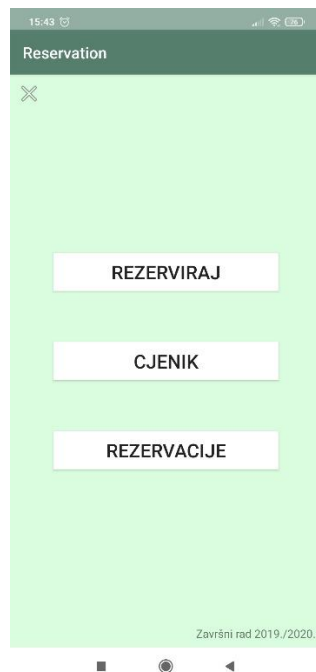 15:43
Reservation
REZERVIRAJ
CJENIK
REZERVACIJE
Završni rad 2019./2020.